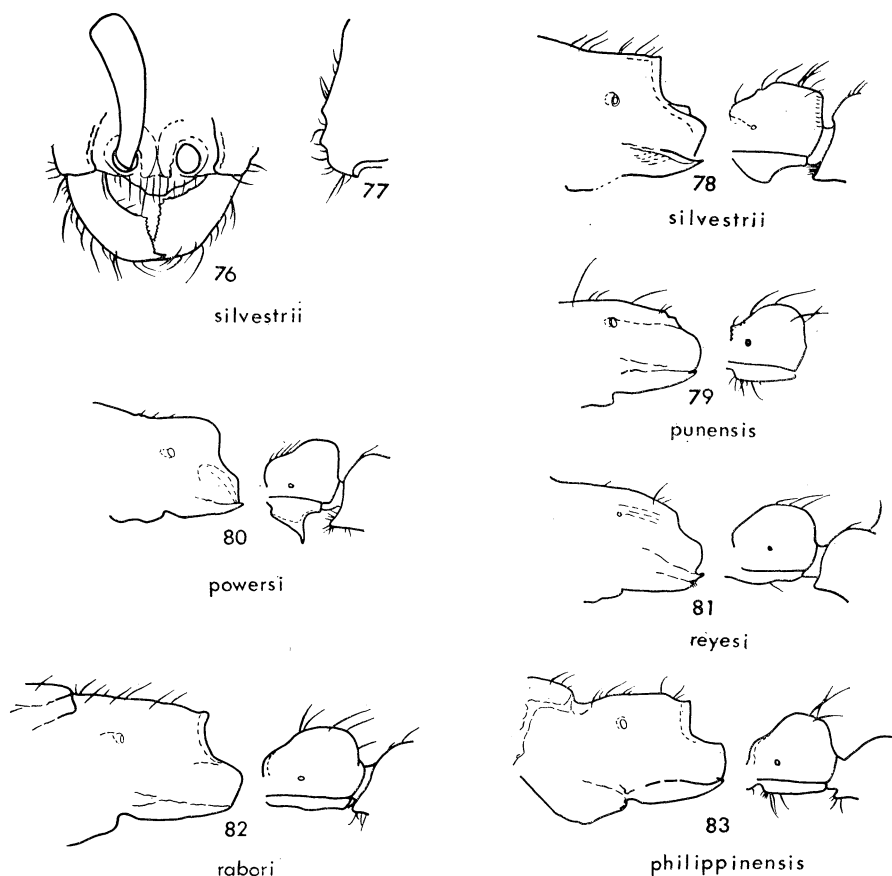 76
silvestrii
77
78
silvestrii
79
punensis
80
powersi
81
reyesi
82
rabori
83
philippinensis